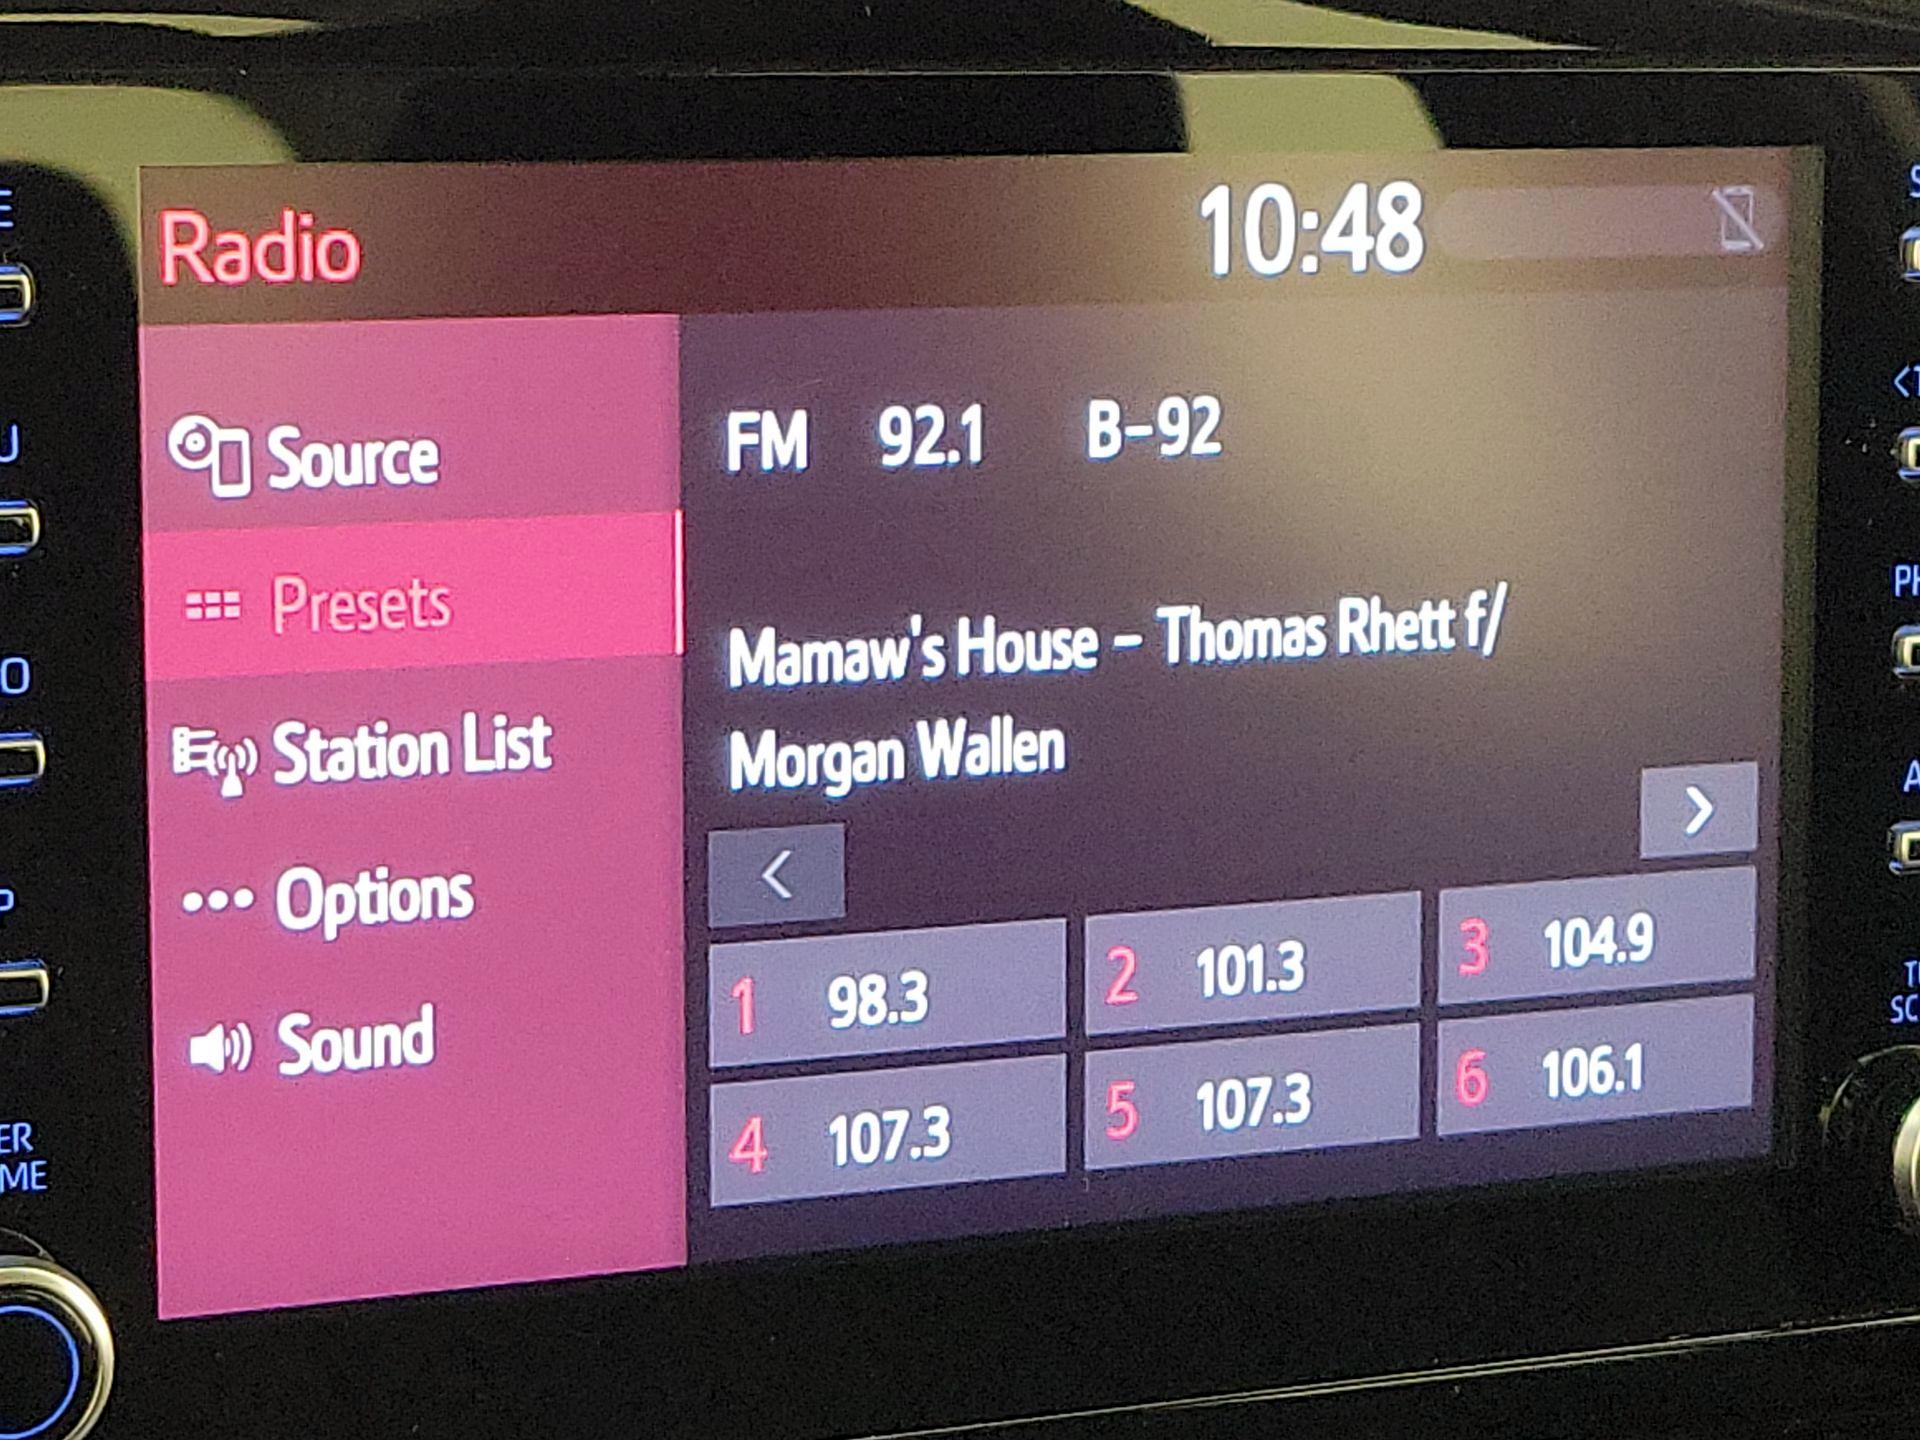 Radio
10:48
Source
Presets
Station List
Options
Sound
FM 92.1 B-92
Mamaw's House - Thomas Rhett f/
Morgan Wallen
<
>
1 98.3
2 101.3
3 104.9
4 107.3
5 107.3
6 106.1